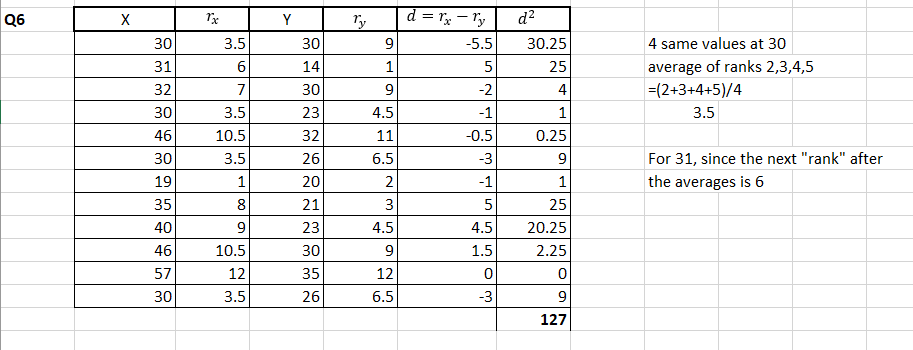 Q6 X rₓ Y r_y d = rₓ − r_y d²
30 3.5 30 9 -5.5 30.25 4 same values at 30
31 6 14 1 5 25 average of ranks 2,3,4,5
32 7 30 9 -2 4 =(2+3+4+5)/4
30 3.5 23 4.5 -1 1 3.5
46 10.5 32 11 -0.5 0.25
30 3.5 26 6.5 -3 9 For 31, since the next "rank" after
19 1 20 2 -1 1 the averages is 6
35 8 21 3 5 25
40 9 23 4.5 4.5 20.25
46 10.5 30 9 1.5 2.25
57 12 35 12 0 0
30 3.5 26 6.5 -3 9
127